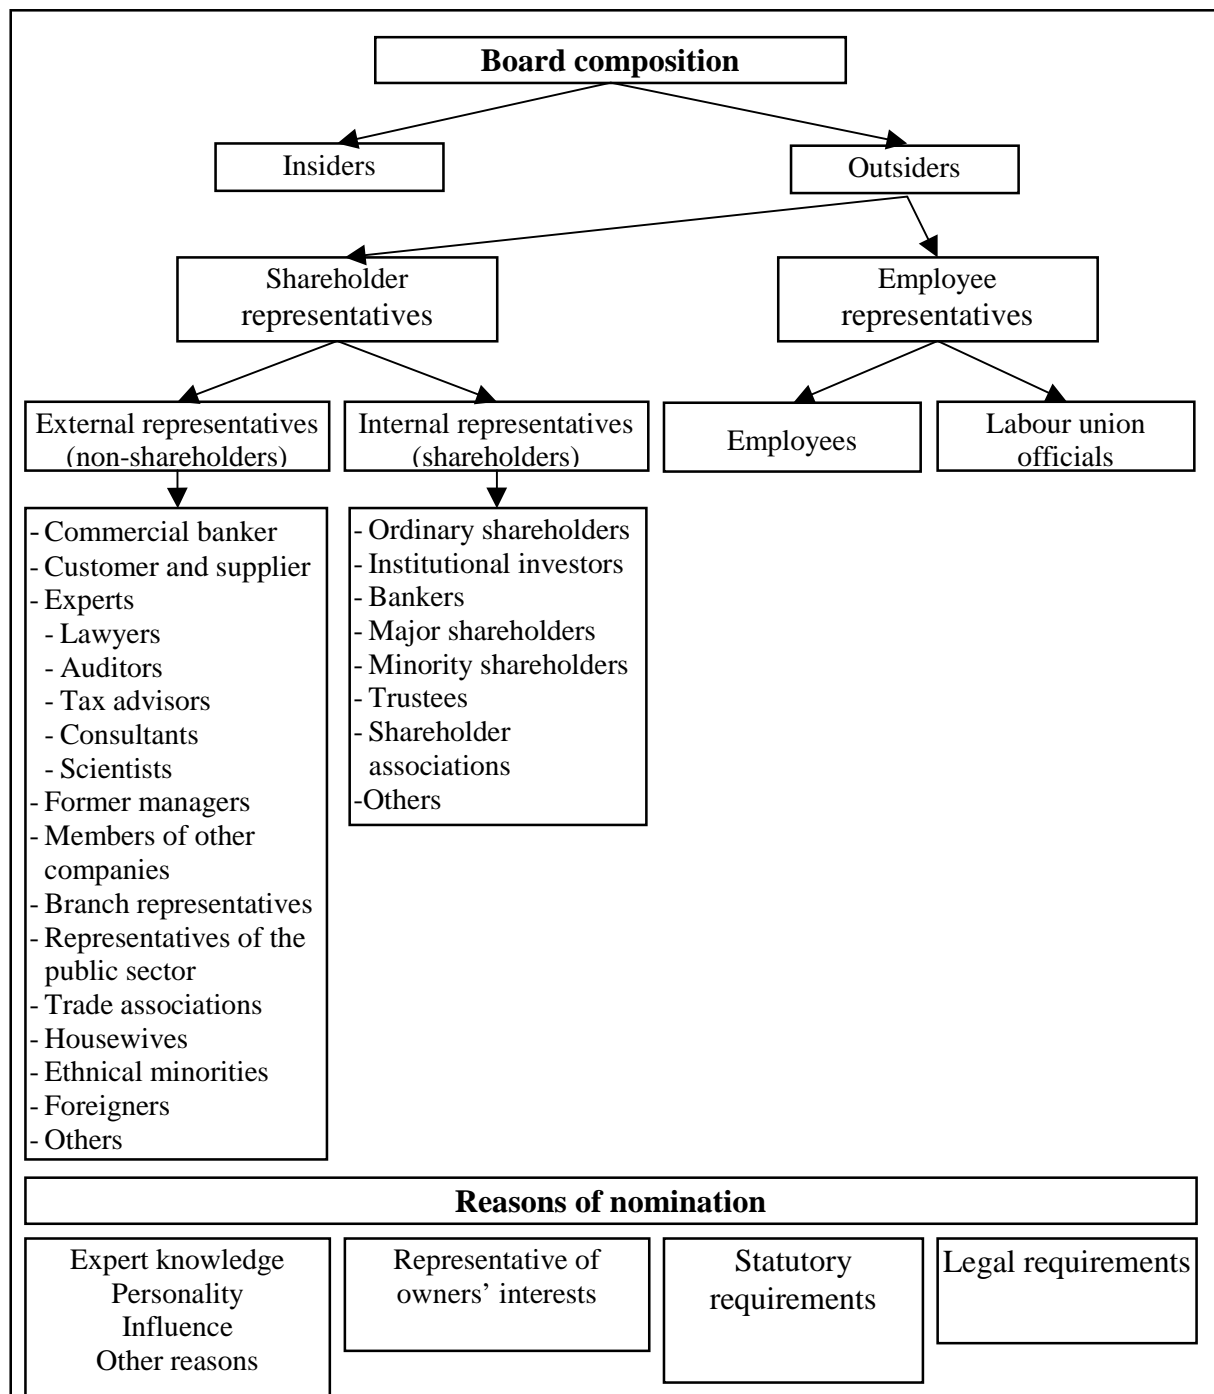 Board composition
Insiders
Outsiders
Shareholder
representatives
Employee
representatives
External representatives
(non-shareholders)
Internal representatives
(shareholders)
Employees
Labour union
officials
- Commercial banker
- Customer and supplier
- Experts
- Lawyers
- Auditors
- Tax advisors
- Consultants
- Scientists
- Former managers
- Members of other
companies
- Branch representatives
- Representatives of the
public sector
- Trade associations
- Housewives
- Ethnical minorities
- Foreigners
- Others
- Ordinary shareholders
- Institutional investors
- Bankers
- Major shareholders
- Minority shareholders
- Trustees
- Shareholder
associations
-Others
Reasons of nomination
Expert knowledge
Personality
Influence
Other reasons
Representative of
owners’ interests
Statutory
requirements
Legal requirements